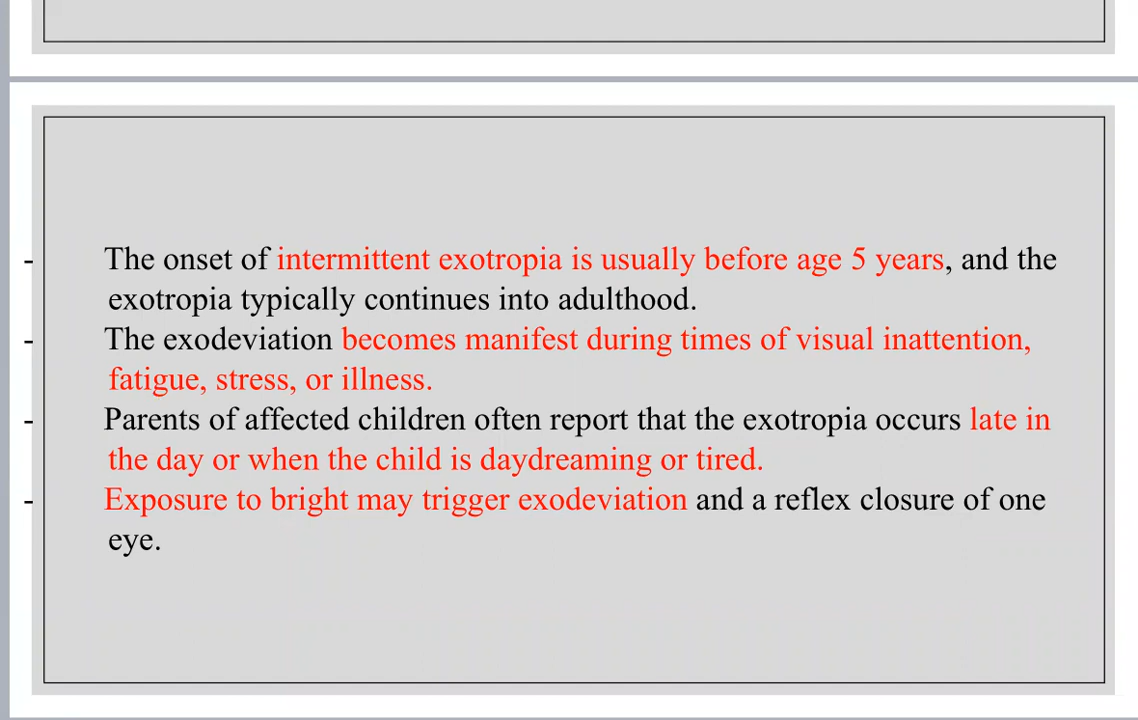 - The onset of intermittent exotropia is usually before age 5 years, and the
exotropia typically continues into adulthood.
- The exodeviation becomes manifest during times of visual inattention,
fatigue, stress, or illness.
- Parents of affected children often report that the exotropia occurs late in
the day or when the child is daydreaming or tired.
- Exposure to bright may trigger exodeviation and a reflex closure of one
eye.